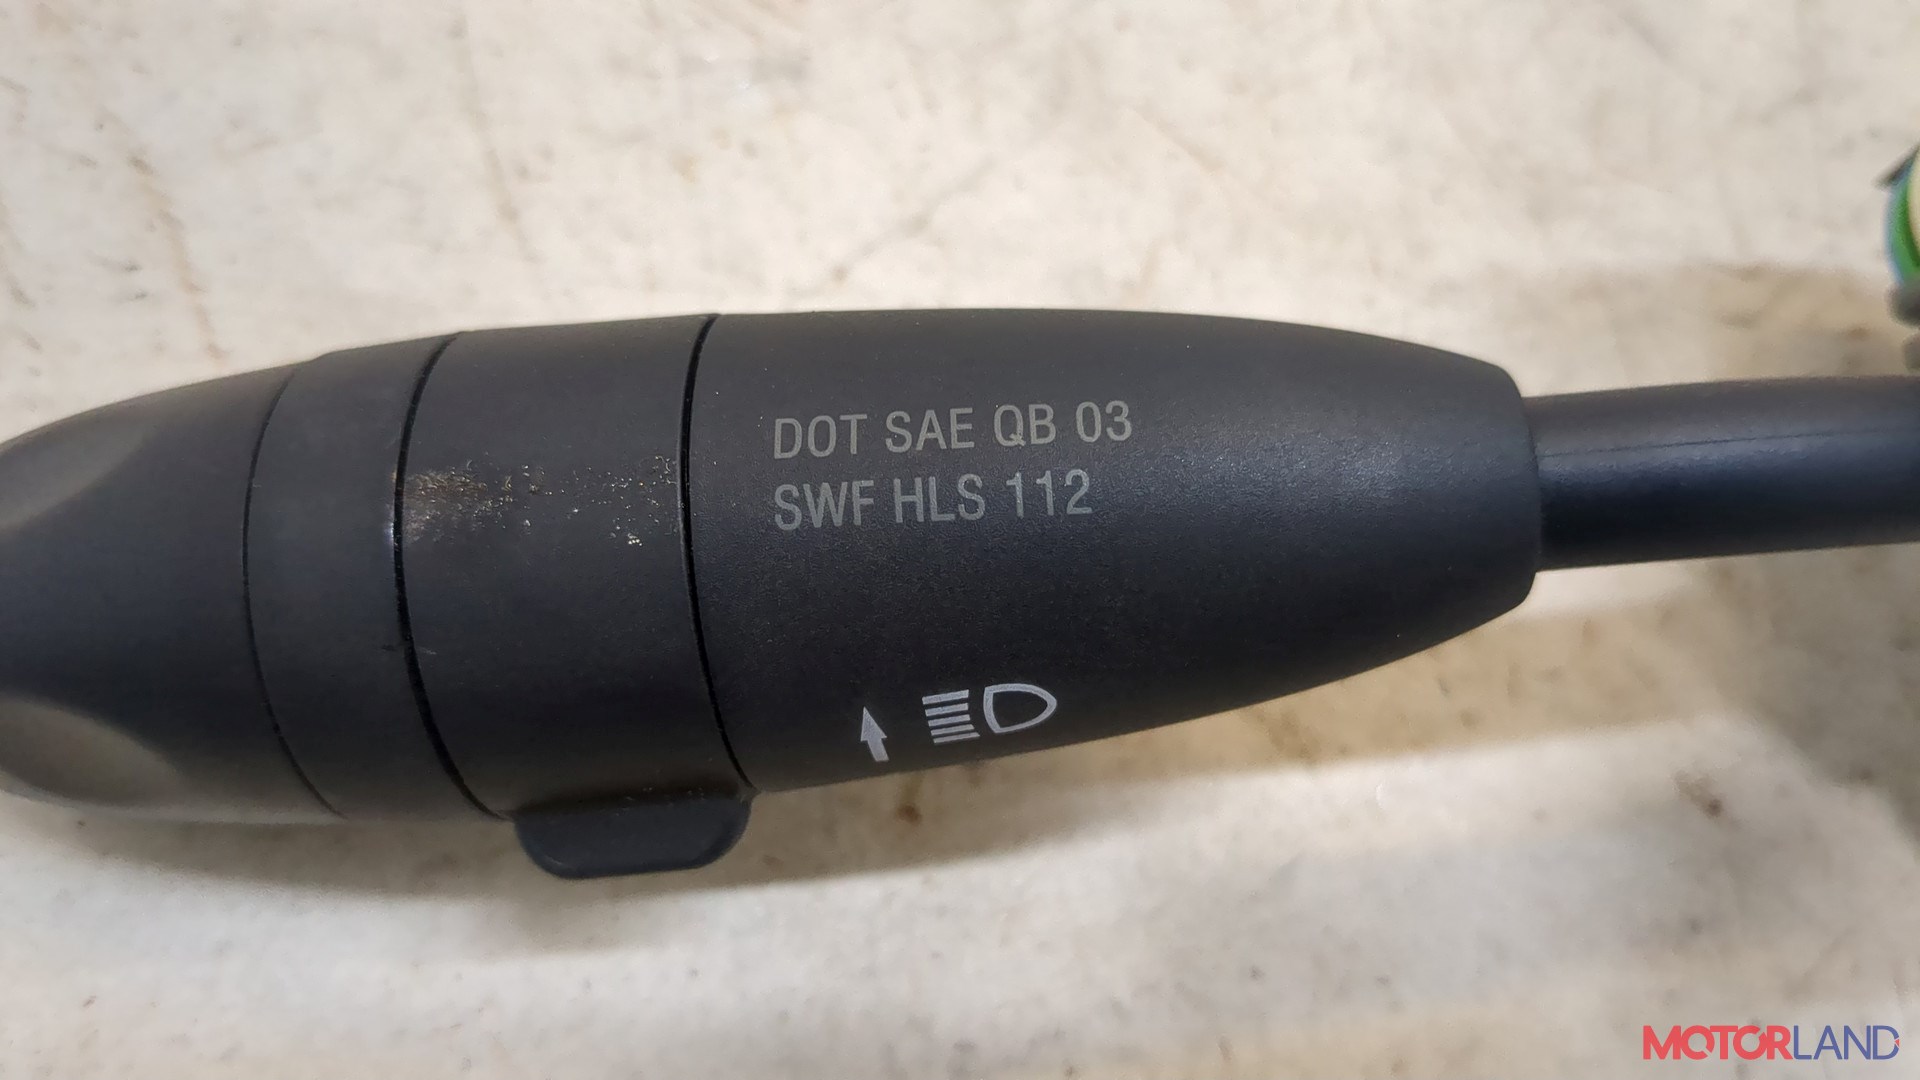 DOT SAE QB 03
SWF HLS 112
MOTORLAND